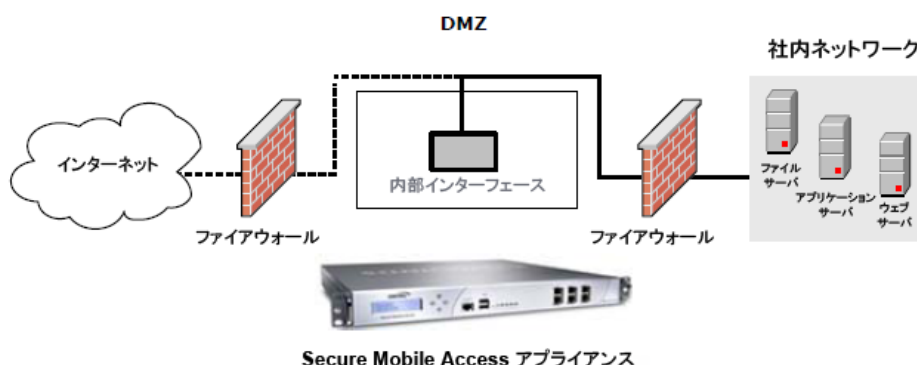 DMZ
社内ネットワーク
インターネット
内部インターフェース
ファイアウォール
ファイアウォール
ファイル
サーバ
アプリケーション
サーバ
ウェブ
サーバ
Secure Mobile Access アプライアンス